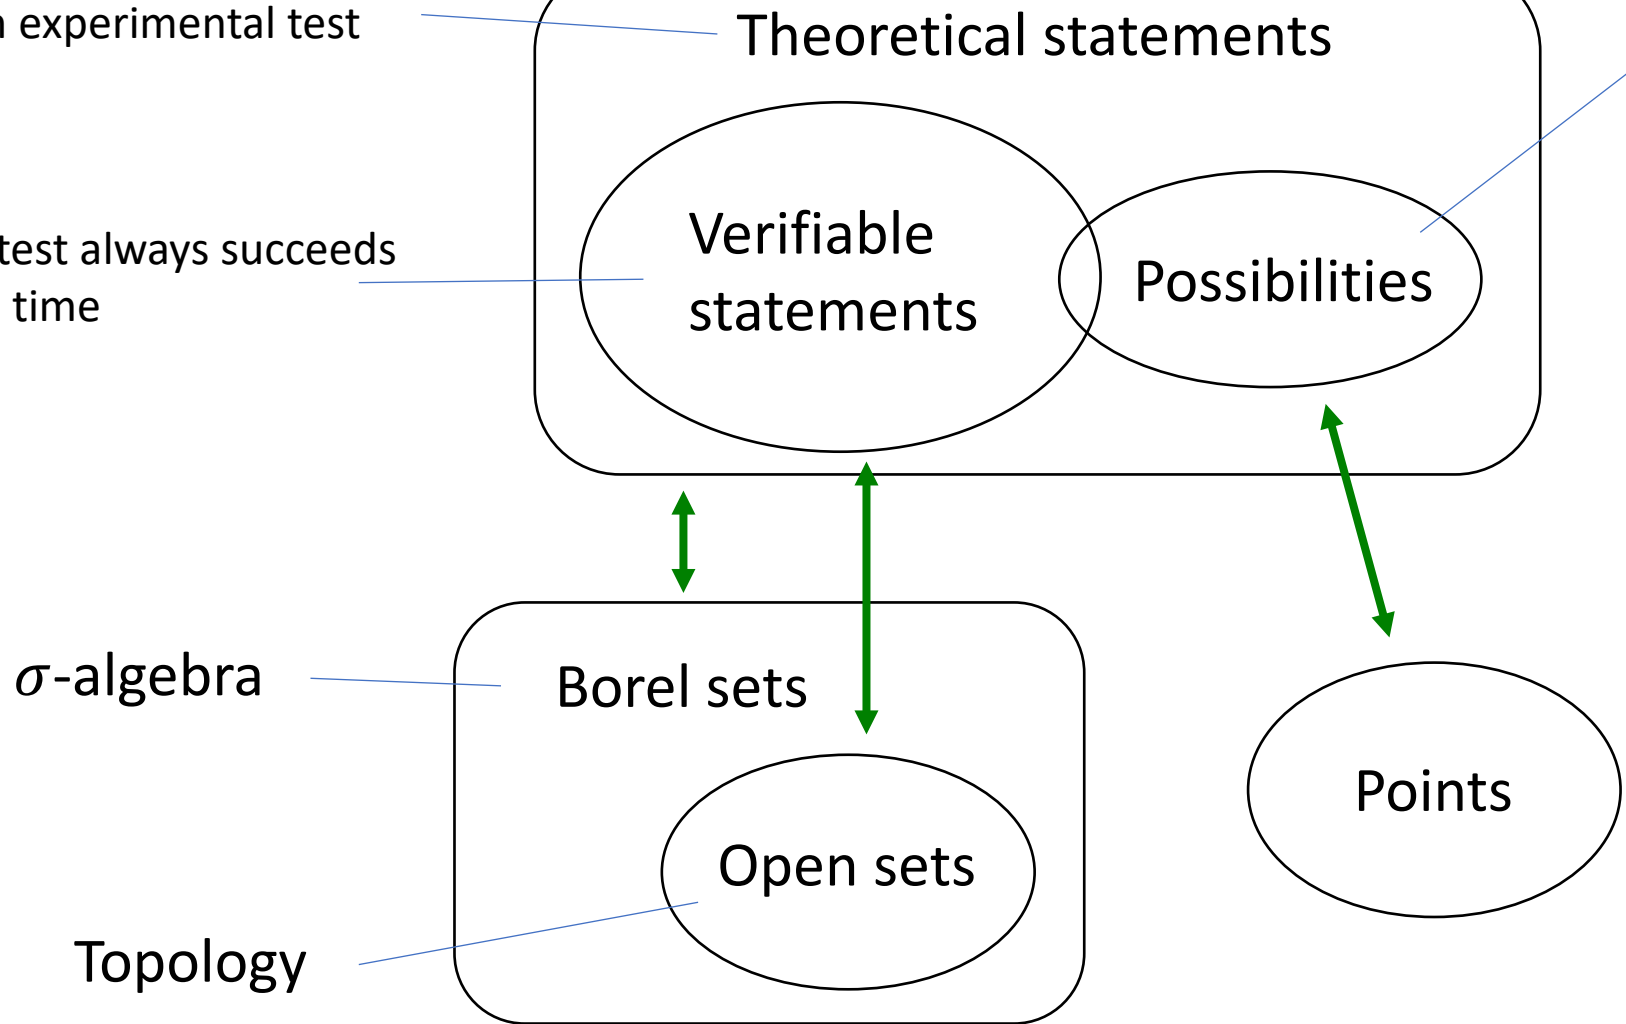 experimental test
Theoretical statements
test always succeeds
time
Verifiable
statements
Possibilities
σ-algebra
Borel sets
Points
Open sets
Topology